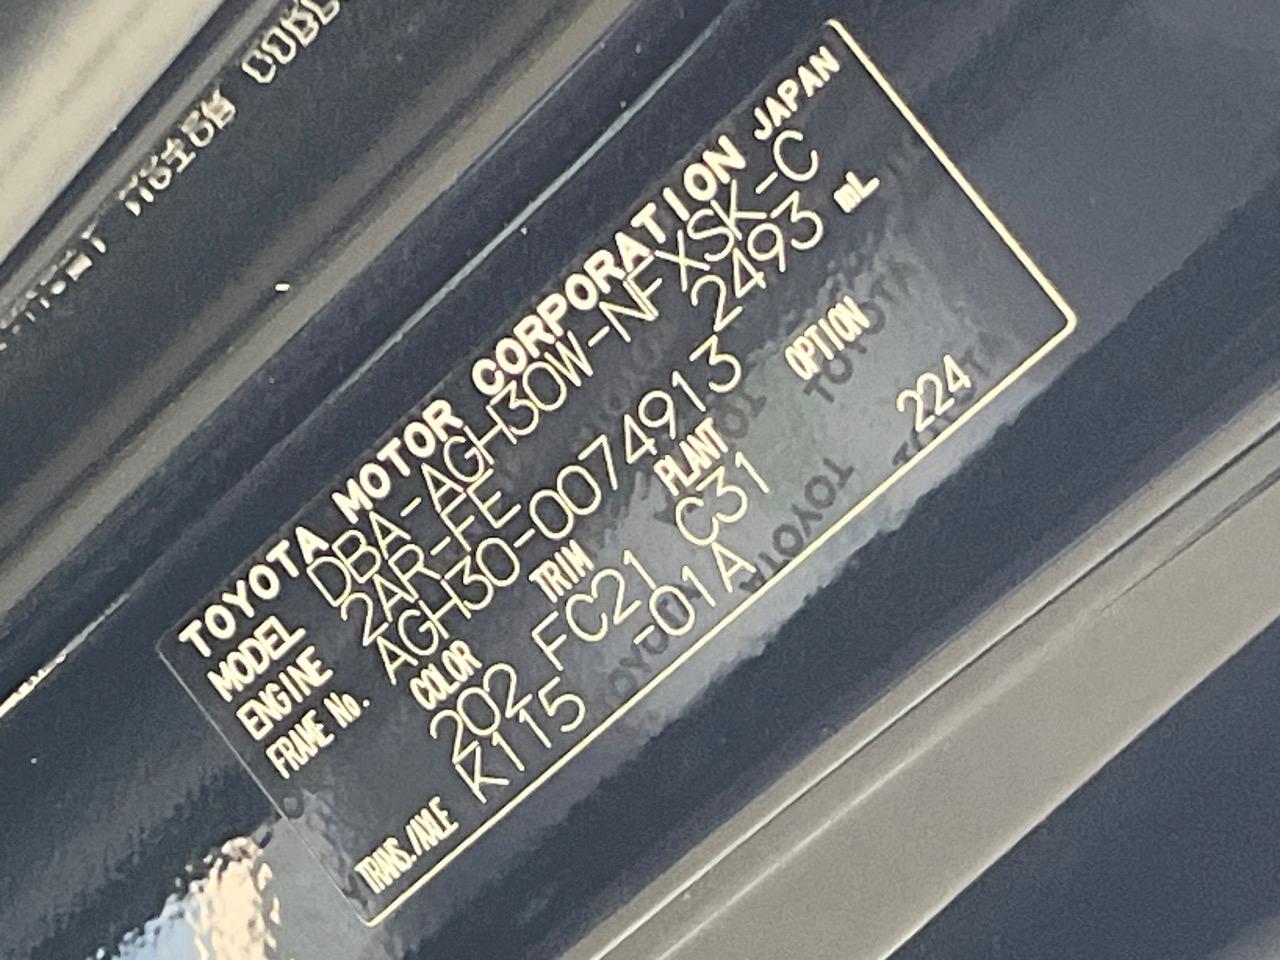 TOYOTA MOTOR CORPORATION JAPAN
MODEL DBA-AGH30W-NFXSK-C
ENGINE 2AR-FE 2493 mL
FRAME No. AGH30-0074913
COLOR TRIM PLANT OPTION
202 FC21 C31 224
TRANS./AXLE K115 -01A